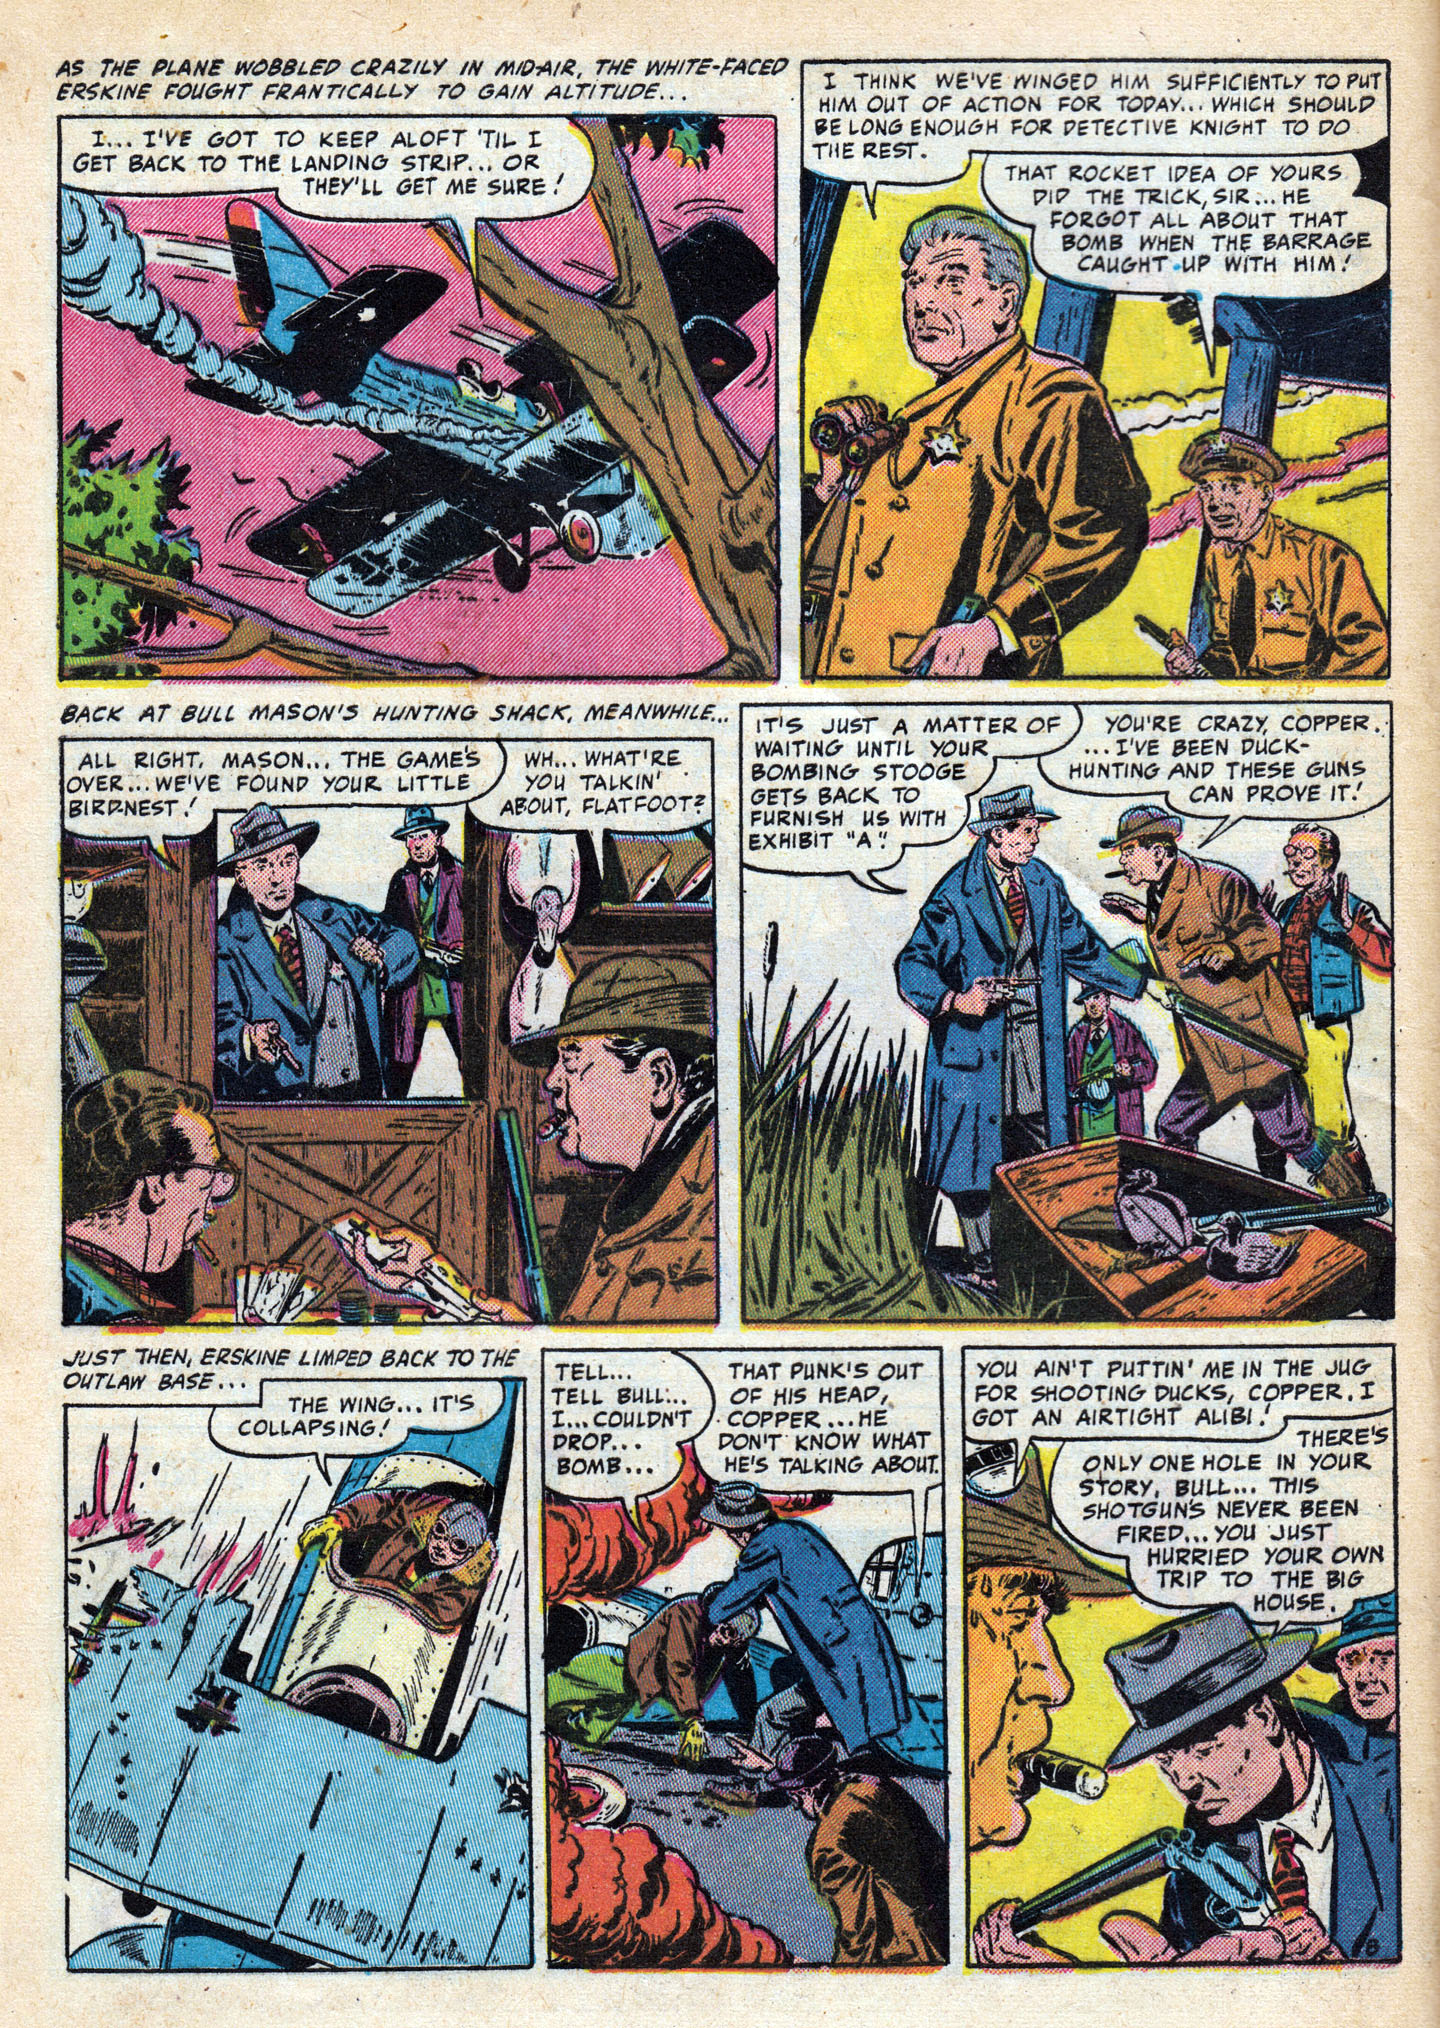 AS THE PLANE WOBBLED CRAZILY IN MID-AIR, THE WHITE-FACED
ERSKINE FOUGHT FRANTICALLY TO GAIN ALTITUDE...
I... I'VE GOT TO KEEP ALOFT 'TIL I
GET BACK TO THE LANDING STRIP... OR
THEY'LL GET ME SURE!
I THINK WE'VE WINGED HIM SUFFICIENTLY TO PUT
HIM OUT OF ACTION FOR TODAY... WHICH SHOULD
BE LONG ENOUGH FOR DETECTIVE KNIGHT TO DO
THE REST.
THAT ROCKET IDEA OF YOURS
DID THE TRICK, SIR... HE
FORGOT ALL ABOUT THAT
BOMB WHEN THE BARRAGE
CAUGHT UP WITH HIM!
BACK AT BULL MASON'S HUNTING SHACK, MEANWHILE...
ALL RIGHT, MASON... THE GAME'S
OVER... WE'VE FOUND YOUR LITTLE
BIRD-NEST!
WH... WHAT'RE
YOU TALKIN'
ABOUT, FLATFOOT?
IT'S JUST A MATTER OF
WAITING UNTIL YOUR
BOMBING STOOGE
GETS BACK TO
FURNISH US WITH
EXHIBIT "A".
YOU'RE CRAZY, COPPER.
... I'VE BEEN DUCK-
HUNTING AND THESE GUNS
CAN PROVE IT!
JUST THEN, ERSKINE LIMPED BACK TO THE
OUTLAW BASE...
THE WING... IT'S
COLLAPSING!
TELL...
TELL BULL...
I... COULDN'T
DROP...
BOMB...
THAT PUNK'S OUT
OF HIS HEAD,
COPPER... HE
DON'T KNOW WHAT
HE'S TALKING ABOUT.
YOU AIN'T PUTTIN' ME IN THE JUG
FOR SHOOTING DUCKS, COPPER. I
GOT AN AIRTIGHT ALIBI!
THERE'S
ONLY ONE HOLE IN YOUR
STORY, BULL... THIS
SHOTGUN'S NEVER BEEN
FIRED... YOU JUST
HURRIED YOUR OWN
TRIP TO THE BIG
HOUSE.
8